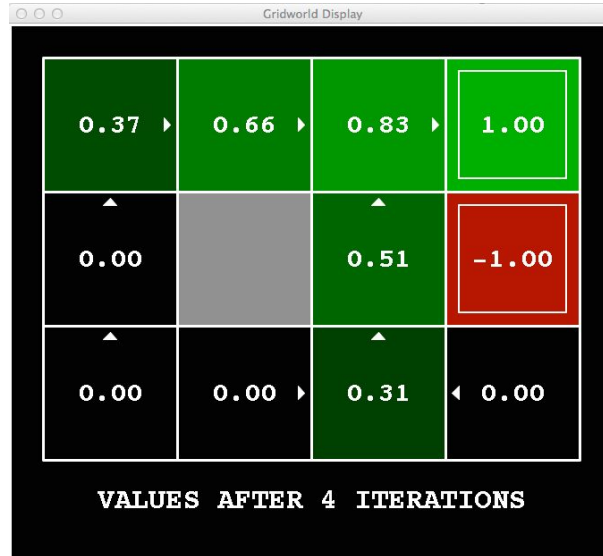 Gridworld Display
0.37 0.66 0.83 1.00
0.00 0.51 -1.00
0.00 0.00 0.31 0.00
VALUES AFTER 4 ITERATIONS